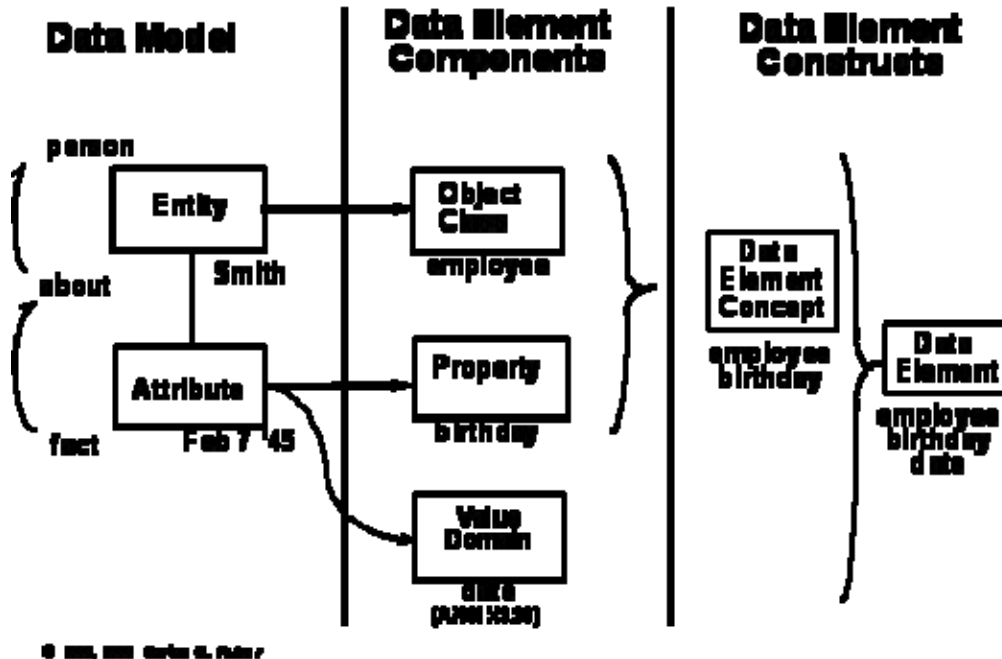 Data Model
person
Entity
Smith
about
Attribute
Feb 7 '45
fact
Data Element
Components
Object
Class
employee
Property
birthday
Value
Domain
date
Data Element
Constructs
Data
Element
Concept
employee
birthday
Data
Element
employee
birthday
date